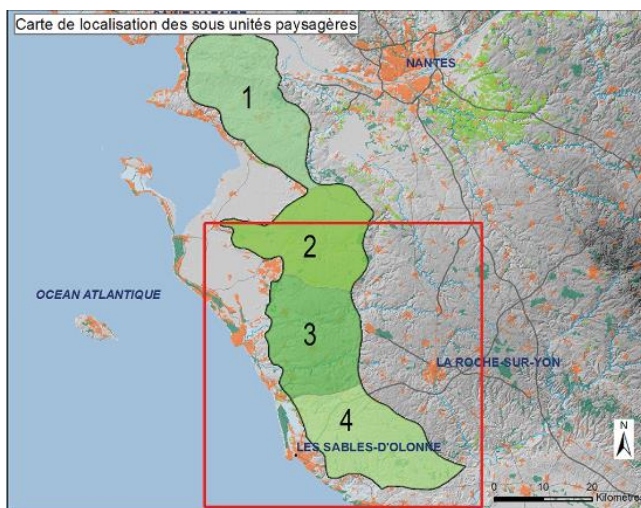 Carte de localisation des sous unités paysagères
NANTES
1
2
OCEAN ATLANTIQUE
3
LA ROCHE-SUR-YON
4
LES SABLES-D'OLONNE
N
0 10 20
Kilomètres